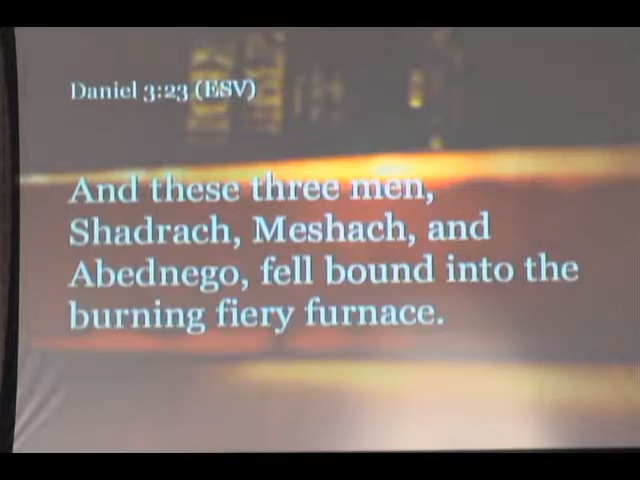 Daniel 3:23 (ESV)
And these three men,
Shadrach, Meshach, and
Abednego, fell bound into the
burning fiery furnace.